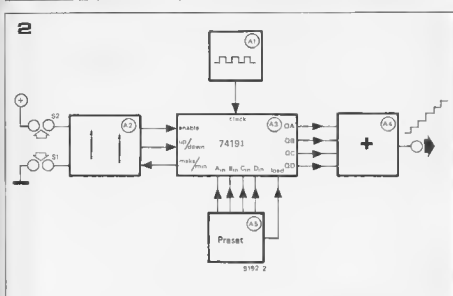 2
A1
S2
S1
A2
A3
A4
clock
enable
up/down
maks/min
74191
QA
QB
QC
QD
+
Ain Bin Cin Din load
A5
Preset
9192 2